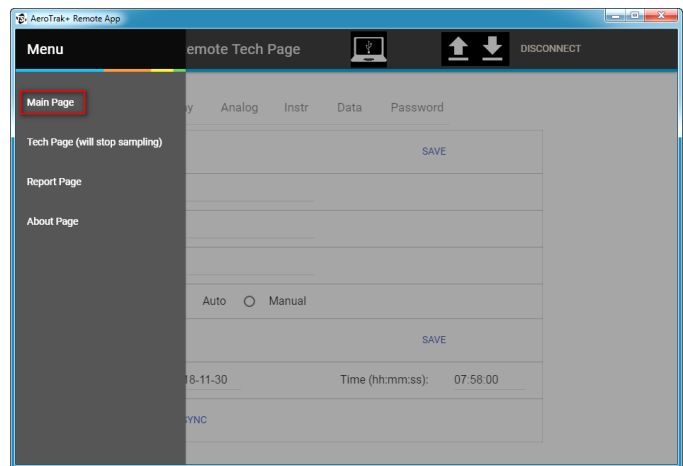 AeroTrak+ Remote App
Menu
emote Tech Page
DISCONNECT
Main Page
Analog Instr Data Password
Tech Page (will stop sampling)
SAVE
Report Page
About Page
Auto Manual
SAVE
18-11-30 Time (hh:mm:ss): 07:58:00
SYNC